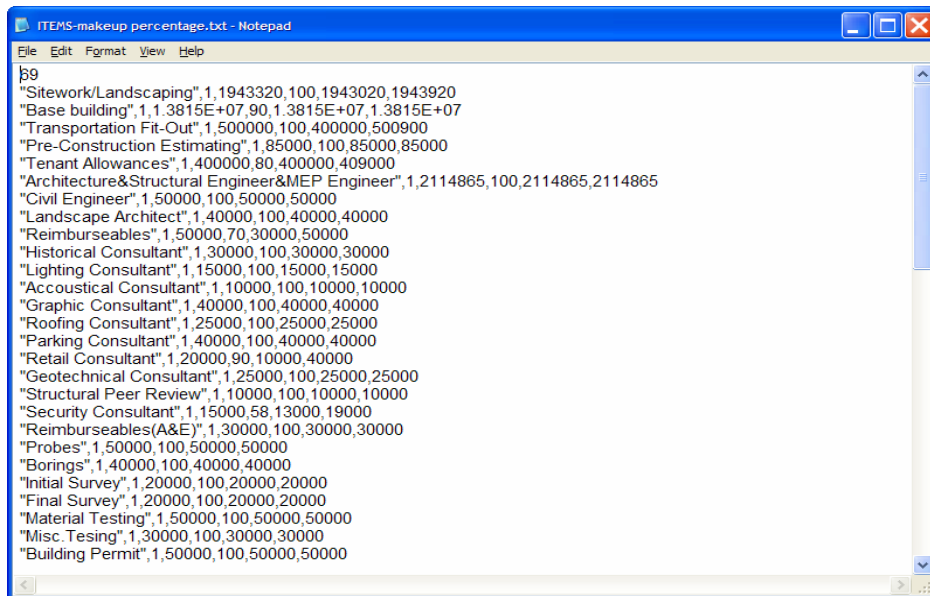 ITEMS-makeup percentage.txt - Notepad
File Edit Format View Help
69
"Sitework/Landscaping",1,1943320,100,1943020,1943920
"Base building",1,1.3815E+07,90,1.3815E+07,1.3815E+07
"Transportation Fit-Out",1,500000,100,400000,500900
"Pre-Construction Estimating",1,85000,100,85000,85000
"Tenant Allowances",1,400000,80,400000,409000
"Architecture&Structural Engineer&MEP Engineer",1,2114865,100,2114865,2114865
"Civil Engineer",1,50000,100,50000,50000
"Landscape Architect",1,40000,100,40000,40000
"Reimburseables",1,50000,70,30000,50000
"Historical Consultant",1,30000,100,30000,30000
"Lighting Consultant",1,15000,100,15000,15000
"Accoustical Consultant",1,10000,100,10000,10000
"Graphic Consultant",1,40000,100,40000,40000
"Roofing Consultant",1,25000,100,25000,25000
"Parking Consultant",1,40000,100,40000,40000
"Retail Consultant",1,20000,90,10000,40000
"Geotechnical Consultant",1,25000,100,25000,25000
"Structural Peer Review",1,10000,100,10000,10000
"Security Consultant",1,15000,58,13000,19000
"Reimburseables(A&E)",1,30000,100,30000,30000
"Probes",1,50000,100,50000,50000
"Borings",1,40000,100,40000,40000
"Initial Survey",1,20000,100,20000,20000
"Final Survey",1,20000,100,20000,20000
"Material Testing",1,50000,100,50000,50000
"Misc.Tesing",1,30000,100,30000,30000
"Building Permit",1,50000,100,50000,50000